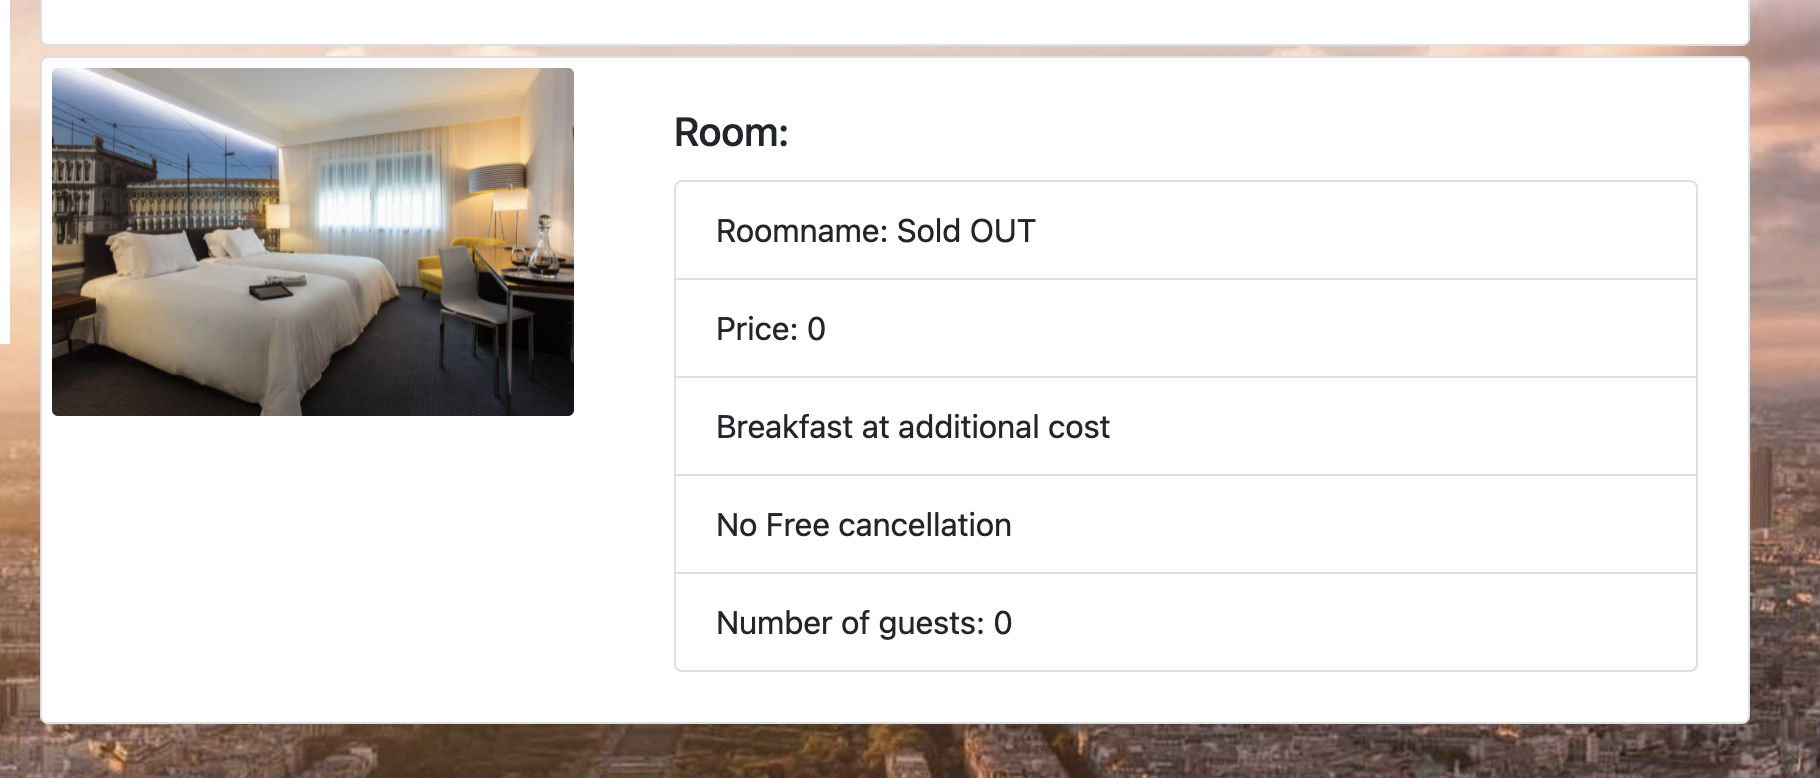 Room:
Roomname: Sold OUT
Price: 0
Breakfast at additional cost
No Free cancellation
Number of guests: 0